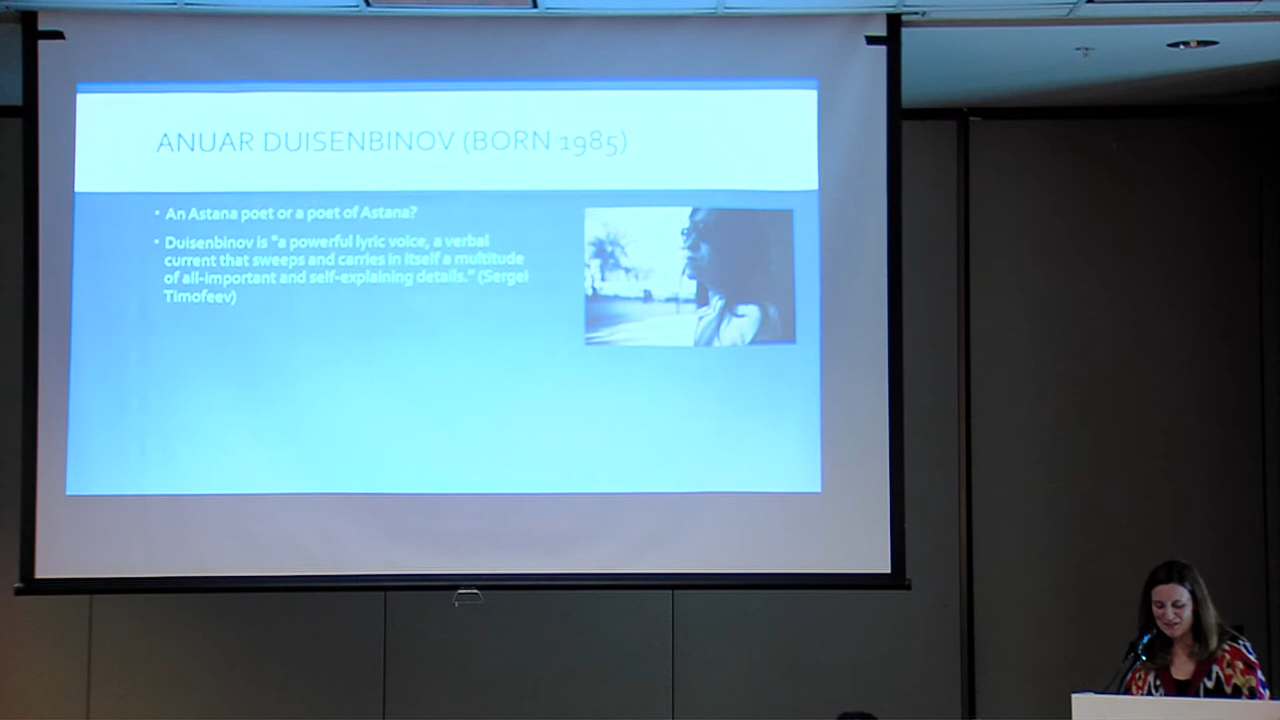 ANUAR DUISENBINOV (BORN 1985)
• An Astana poet or a poet of Astana?
• Duisenbinov is "a powerful lyric voice, a verbal
current that sweeps and carries in itself a multitude
of all-important and self-explaining details." (Sergei
Timofeev)